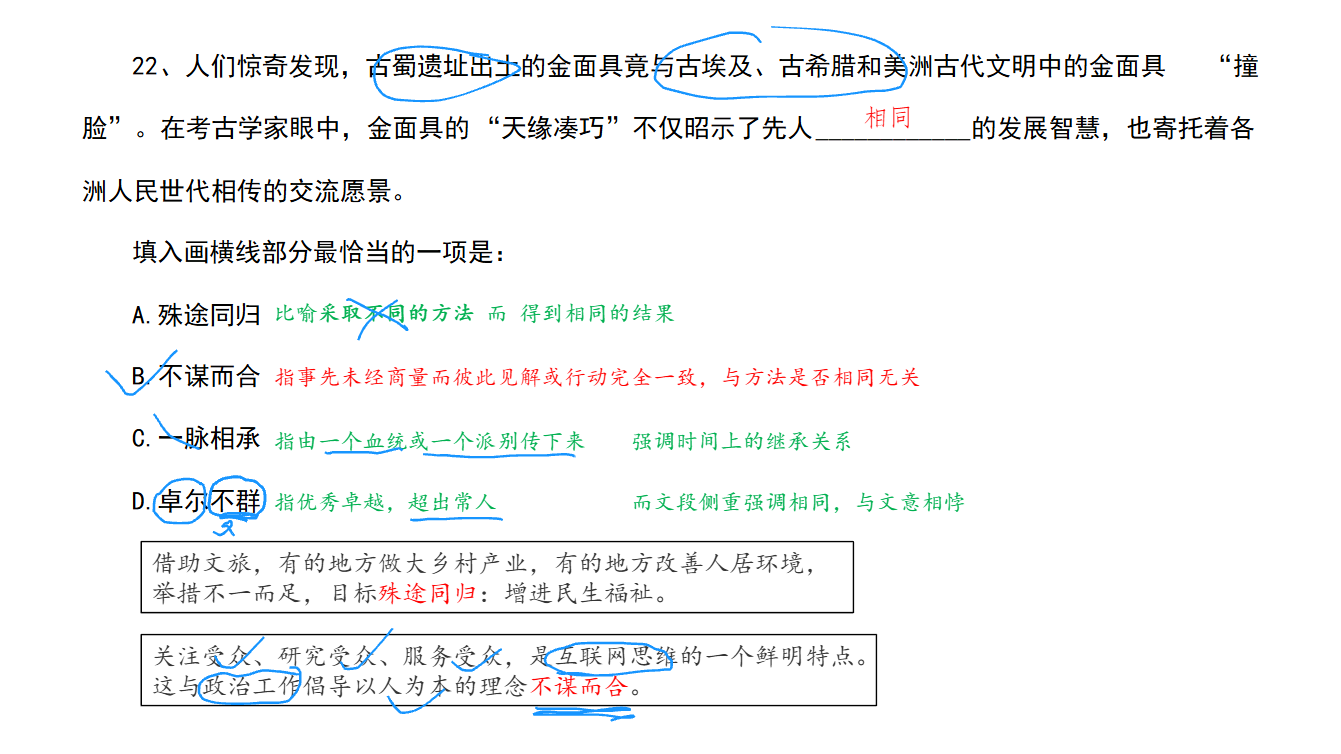 22、人们惊奇发现，古蜀遗址出土的金面具竟与古埃及、古希腊和美洲古代文明中的金面具 “撞
脸”。在考古学家眼中，金面具的“天缘凑巧”不仅昭示了先人____________的发展智慧，也寄托着各
相同
洲人民世代相传的交流愿景。
填入画横线部分最恰当的一项是：
A.殊途同归 比喻采取不同的方法 而 得到相同的结果
B.不谋而合 指事先未经商量而彼此见解或行动完全一致，与方法是否相同无关
C.一脉相承 指由一个血统或一个派别传下来 强调时间上的继承关系
D.卓尔不群 指优秀卓越，超出常人 而文段侧重强调相同，与文意相悖
借助文旅，有的地方做大乡村产业，有的地方改善人居环境，
举措不一而足，目标殊途同归：增进民生福祉。
关注受众、研究受众、服务受众，是互联网思维的一个鲜明特点。
这与政治工作倡导以人为本的理念不谋而合。